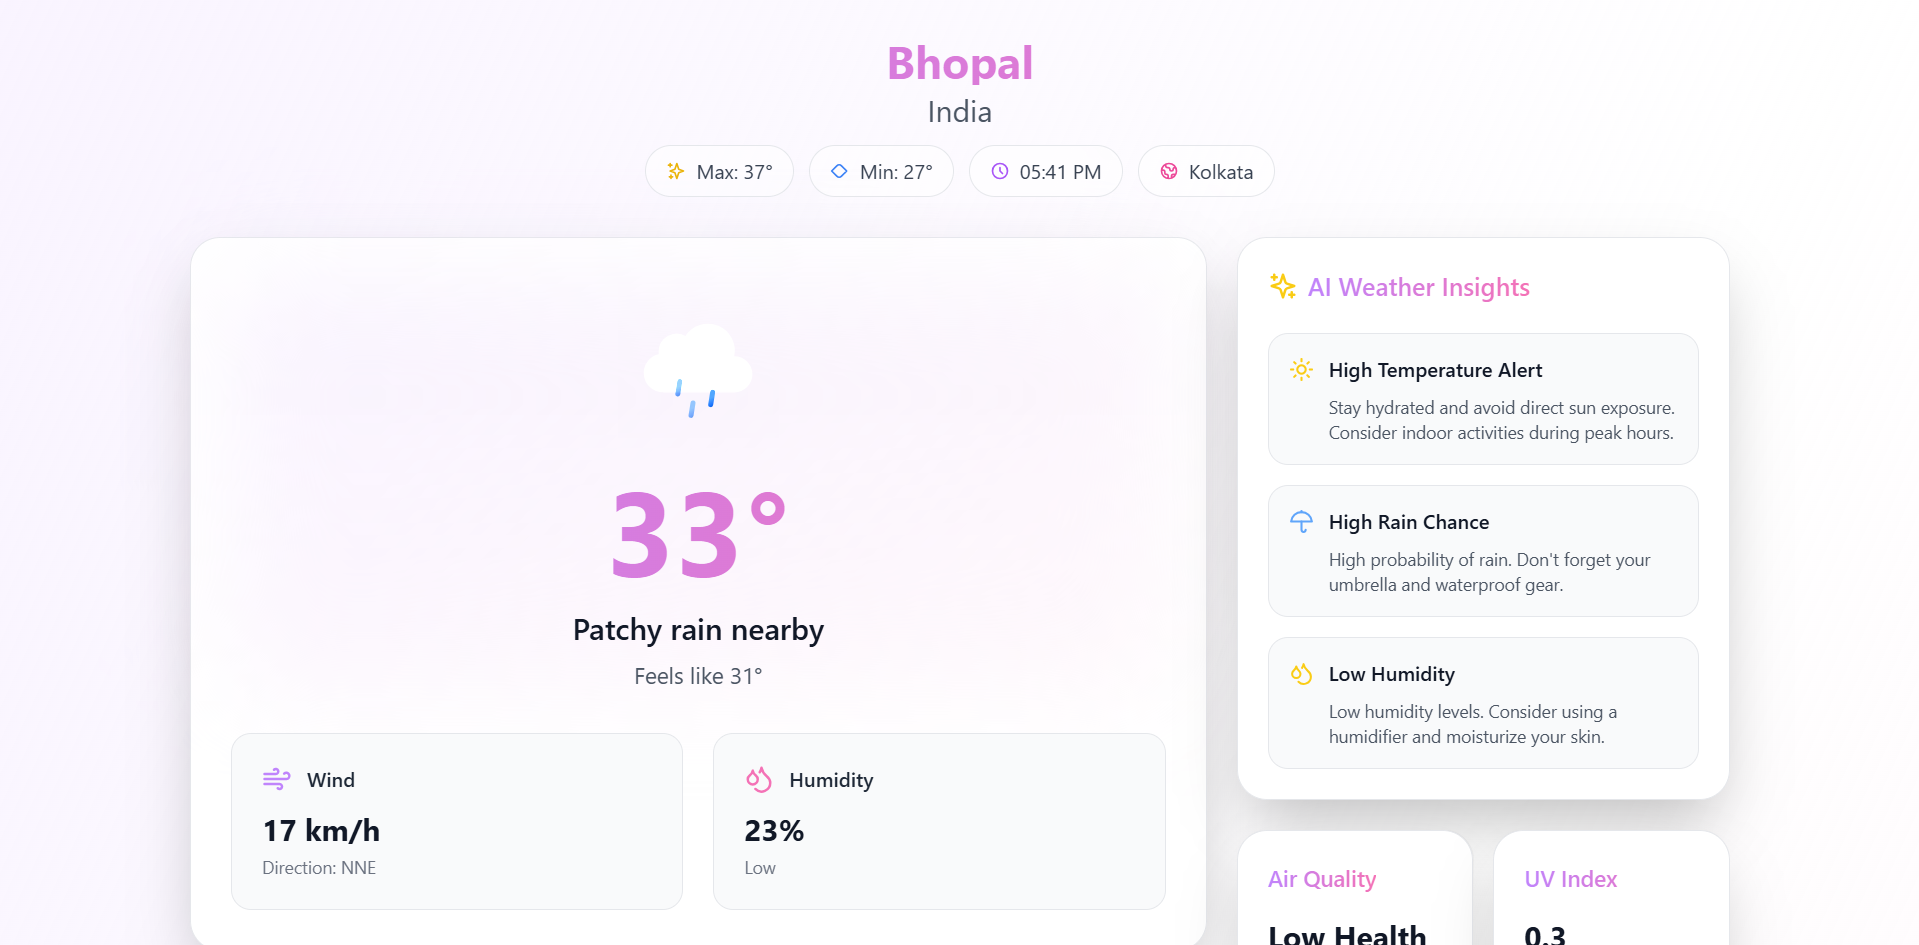 Bhopal
India
Max: 37°
Min: 27°
05:41 PM
Kolkata
33°
Patchy rain nearby
Feels like 31°
Wind
17 km/h
Direction: NNE
Humidity
23%
Low
AI Weather Insights
High Temperature Alert
Stay hydrated and avoid direct sun exposure.
Consider indoor activities during peak hours.
High Rain Chance
High probability of rain. Don't forget your
umbrella and waterproof gear.
Low Humidity
Low humidity levels. Consider using a
humidifier and moisturize your skin.
Air Quality
Low Health
UV Index
0.3